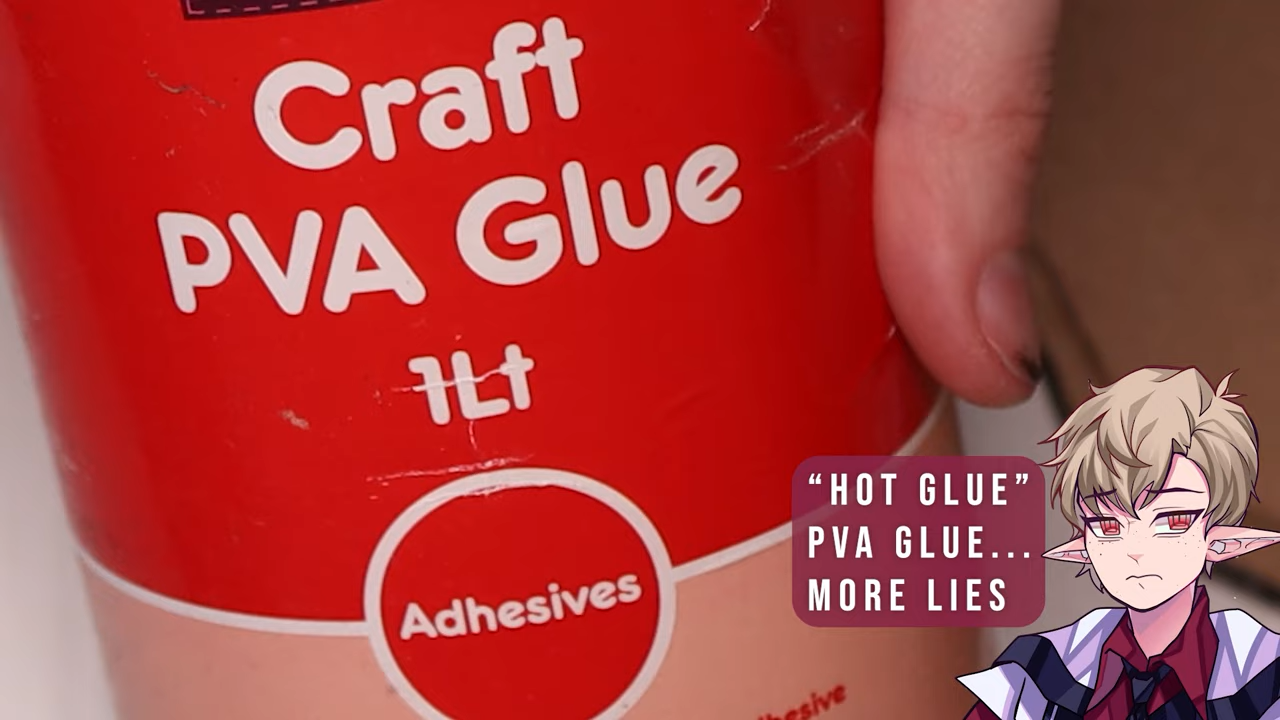 Craft
PVA Glue
1Lt
Adhesives
“HOT GLUE”
PVA GLUE...
MORE LIES